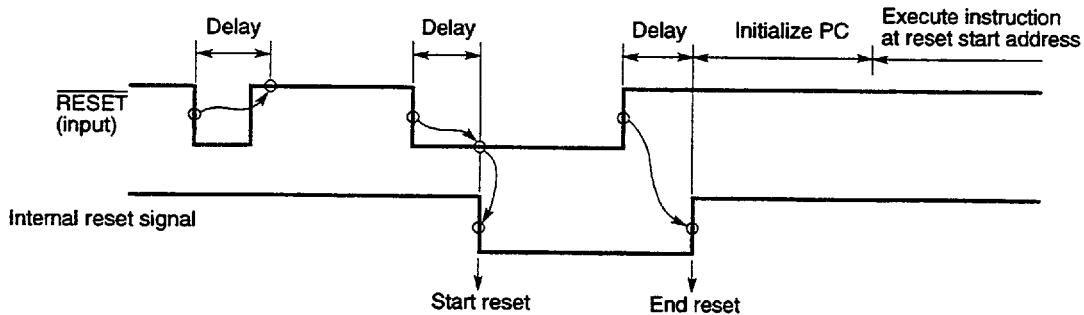 Delay
Delay
Delay
Initialize PC
Execute instruction
at reset start address
RESET
(input)
Internal reset signal
Start reset
End reset